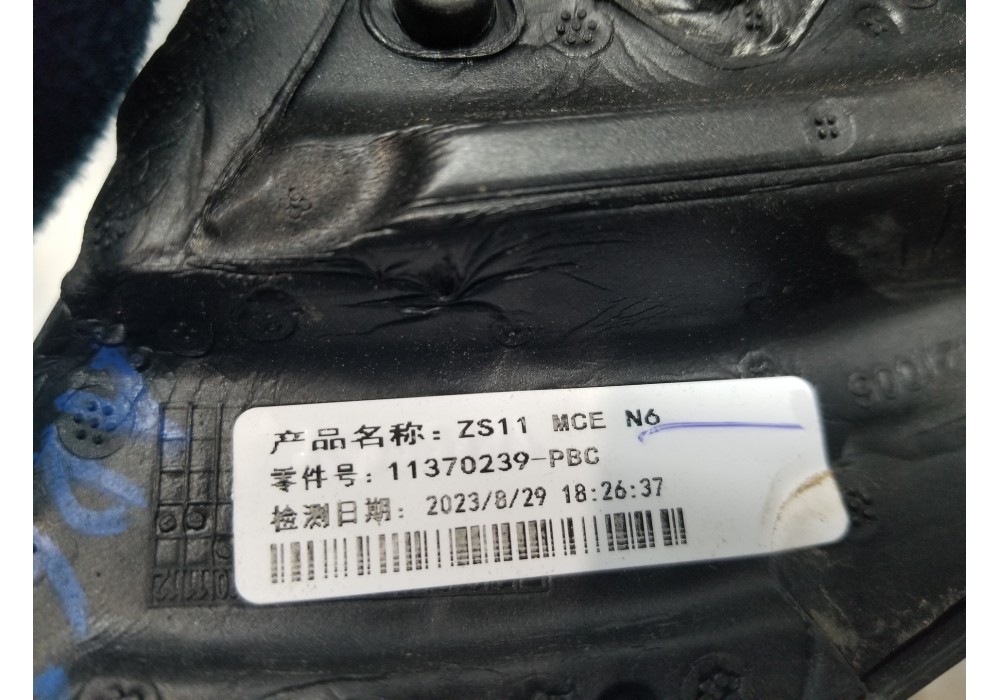 产品名称: ZS11 MCE N6
零件号: 11370239-PBC
检测日期: 2023/8/29 18:26:37